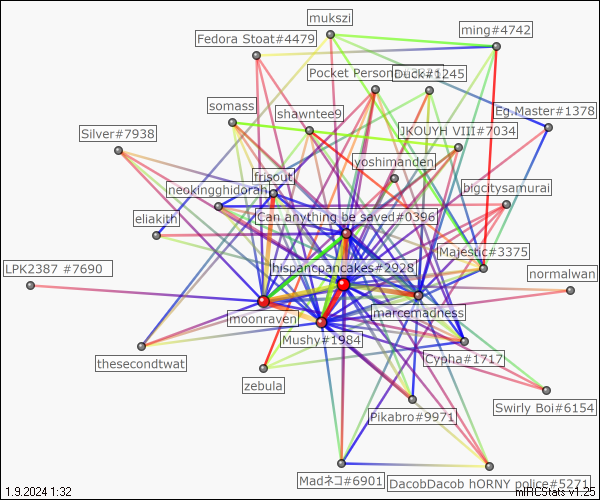 mukszi
ming#4742
Fedora Stoat#4479
Pocket Person
Duck#1245
somass
shawntee9
Eg.Master#1378
Silver#7938
JKOUYH VIII#7034
yoshimanden
frisout
neokingghidorah
bigcitysamurai
eliakith
Can anything be saved#0396
Majestic#3375
LPK2387 #7690
hispancpancakes#2928
normalwan
moonraven
marcemadness
Mushy#1984
thesecondtwat
Cypha#1717
zebula
Swirly Boi#6154
Pikabro#9971
Madネコ#6901
DacobDacob hORNY police#5271
1.9.2024 1:32
mIRCStats v1.25